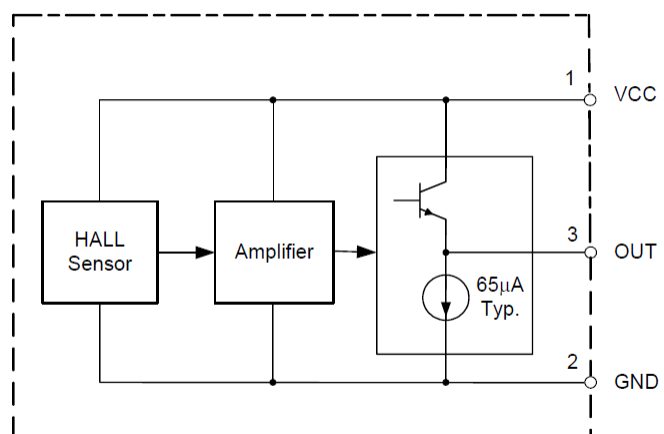 1
VCC
HALL
Sensor
Amplifier
3
OUT
65μA
Typ.
2
GND